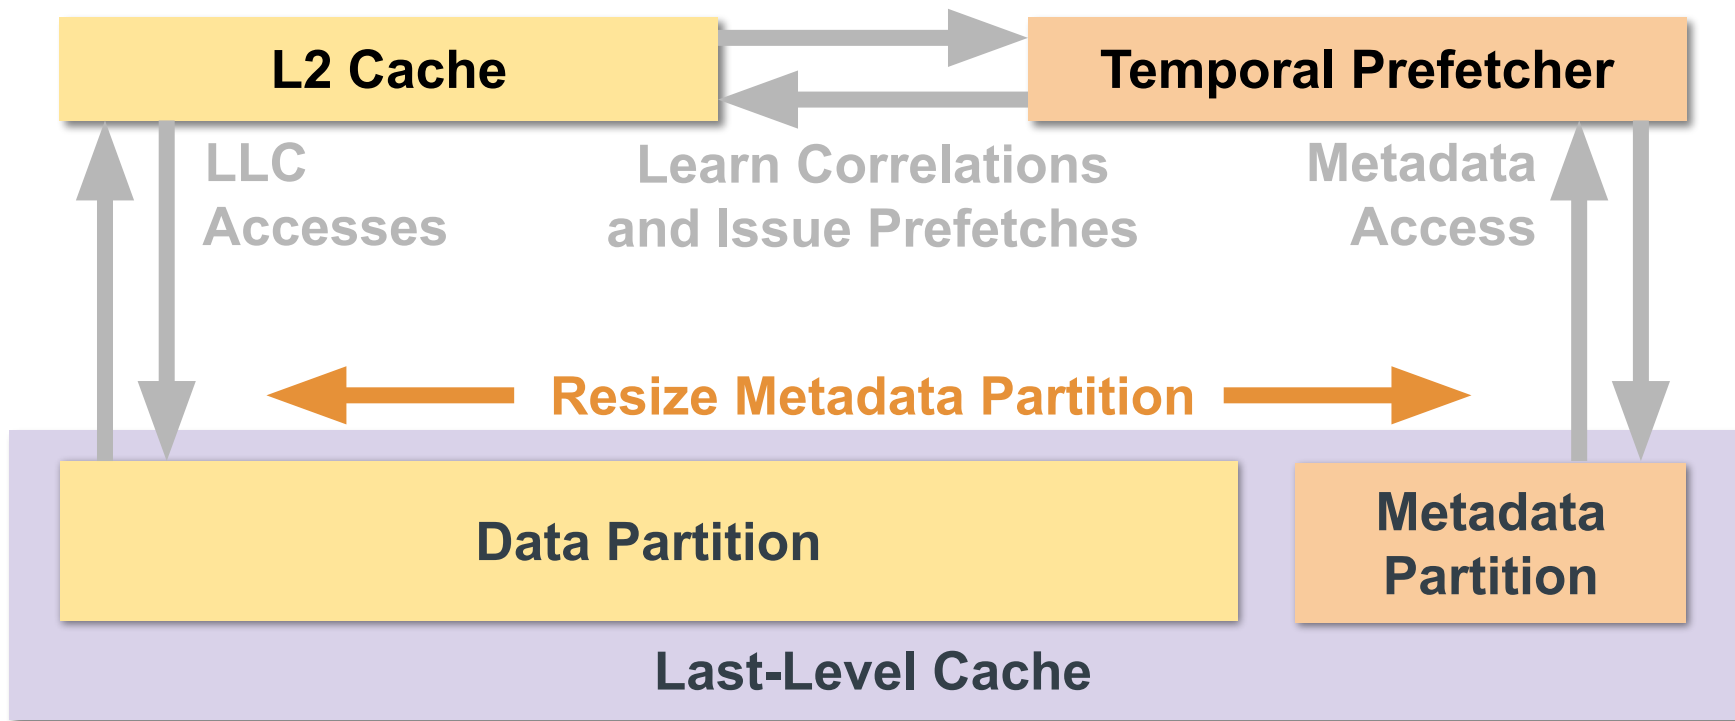 L2 Cache
Temporal Prefetcher
LLC
Accesses
Learn Correlations
and Issue Prefetches
Metadata
Access
Resize Metadata Partition
Data Partition
Metadata
Partition
Last-Level Cache